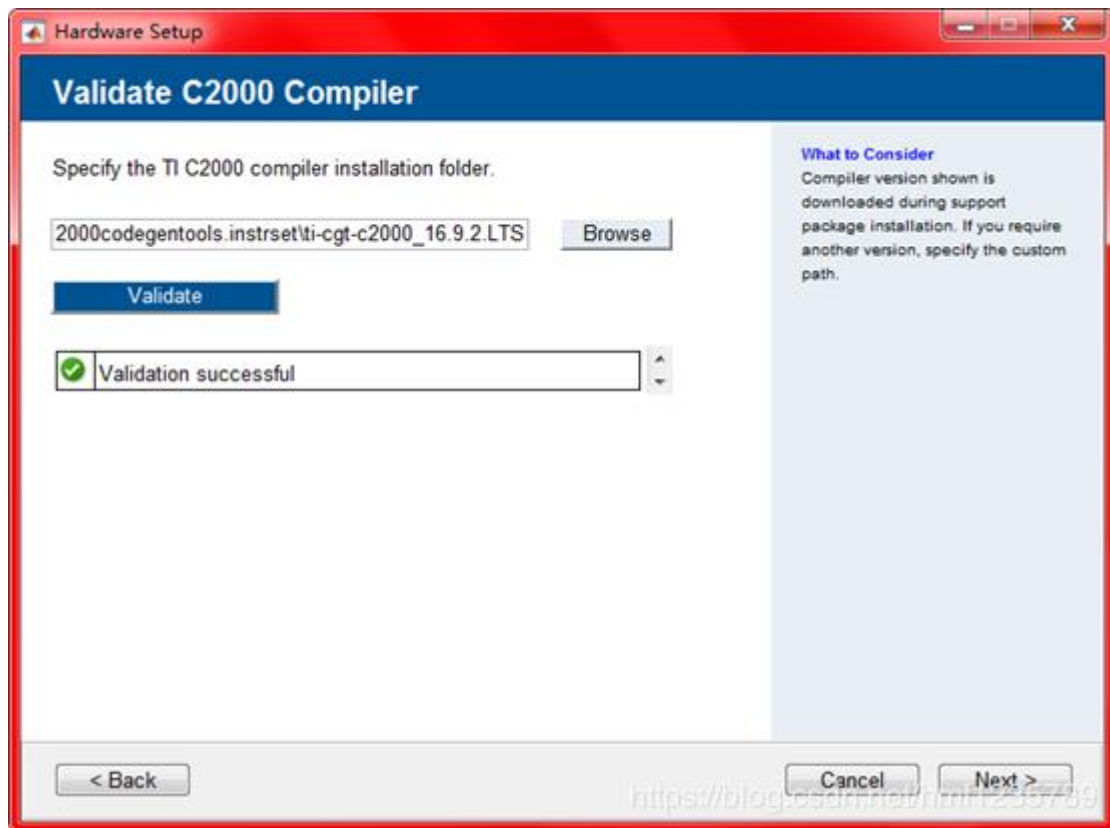 Hardware Setup
Validate C2000 Compiler
Specify the TI C2000 compiler installation folder.
2000codegentools.instrset\ti-cgt-c2000_16.9.2.LTS
Browse
Validate
Validation successful
What to Consider
Compiler version shown is
downloaded during support
package installation. If you require
another version, specify the custom
path.
< Back
Cancel
Next >